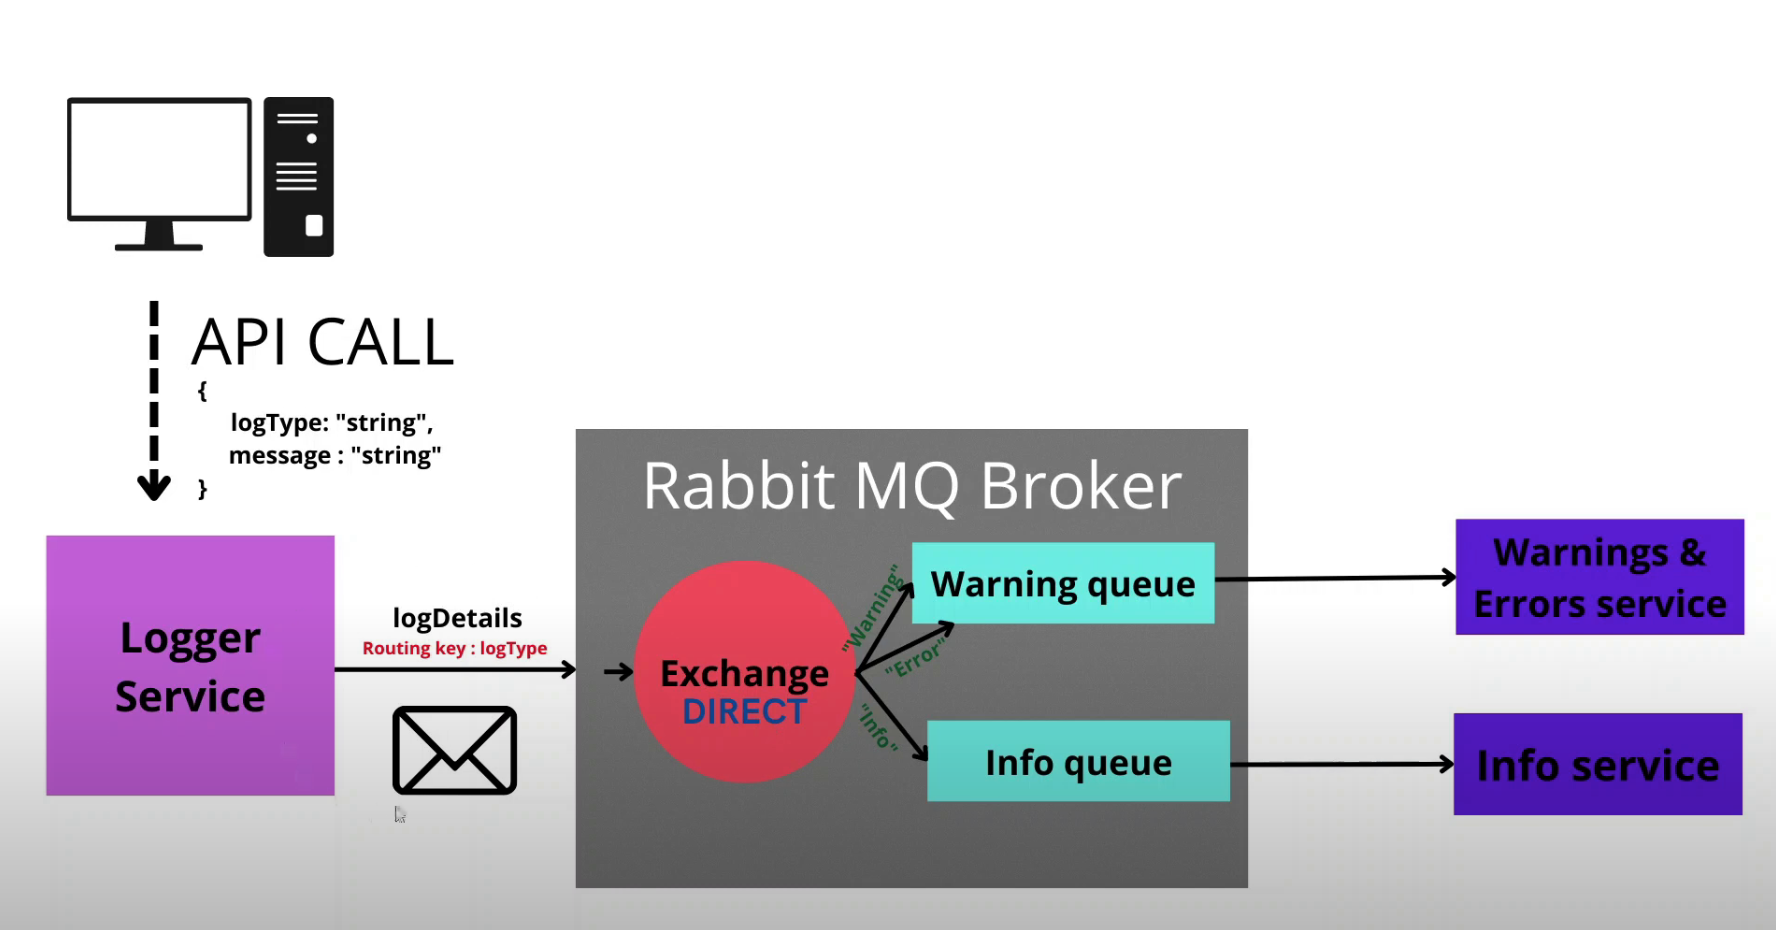 API CALL
{
logType: "string",
message : "string"
}
Logger
Service
logDetails
Routing key : logType
Rabbit MQ Broker
Exchange
DIRECT
"Warning"
"Error"
"Info"
Warning queue
Info queue
Warnings &
Errors service
Info service